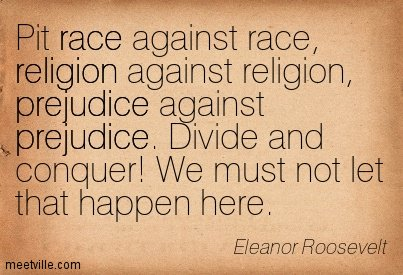 Pit race against race,
religion against religion,
prejudice against
prejudice. Divide and
conquer! We must not let
that happen here.
Eleanor Roosevelt
meetville.com